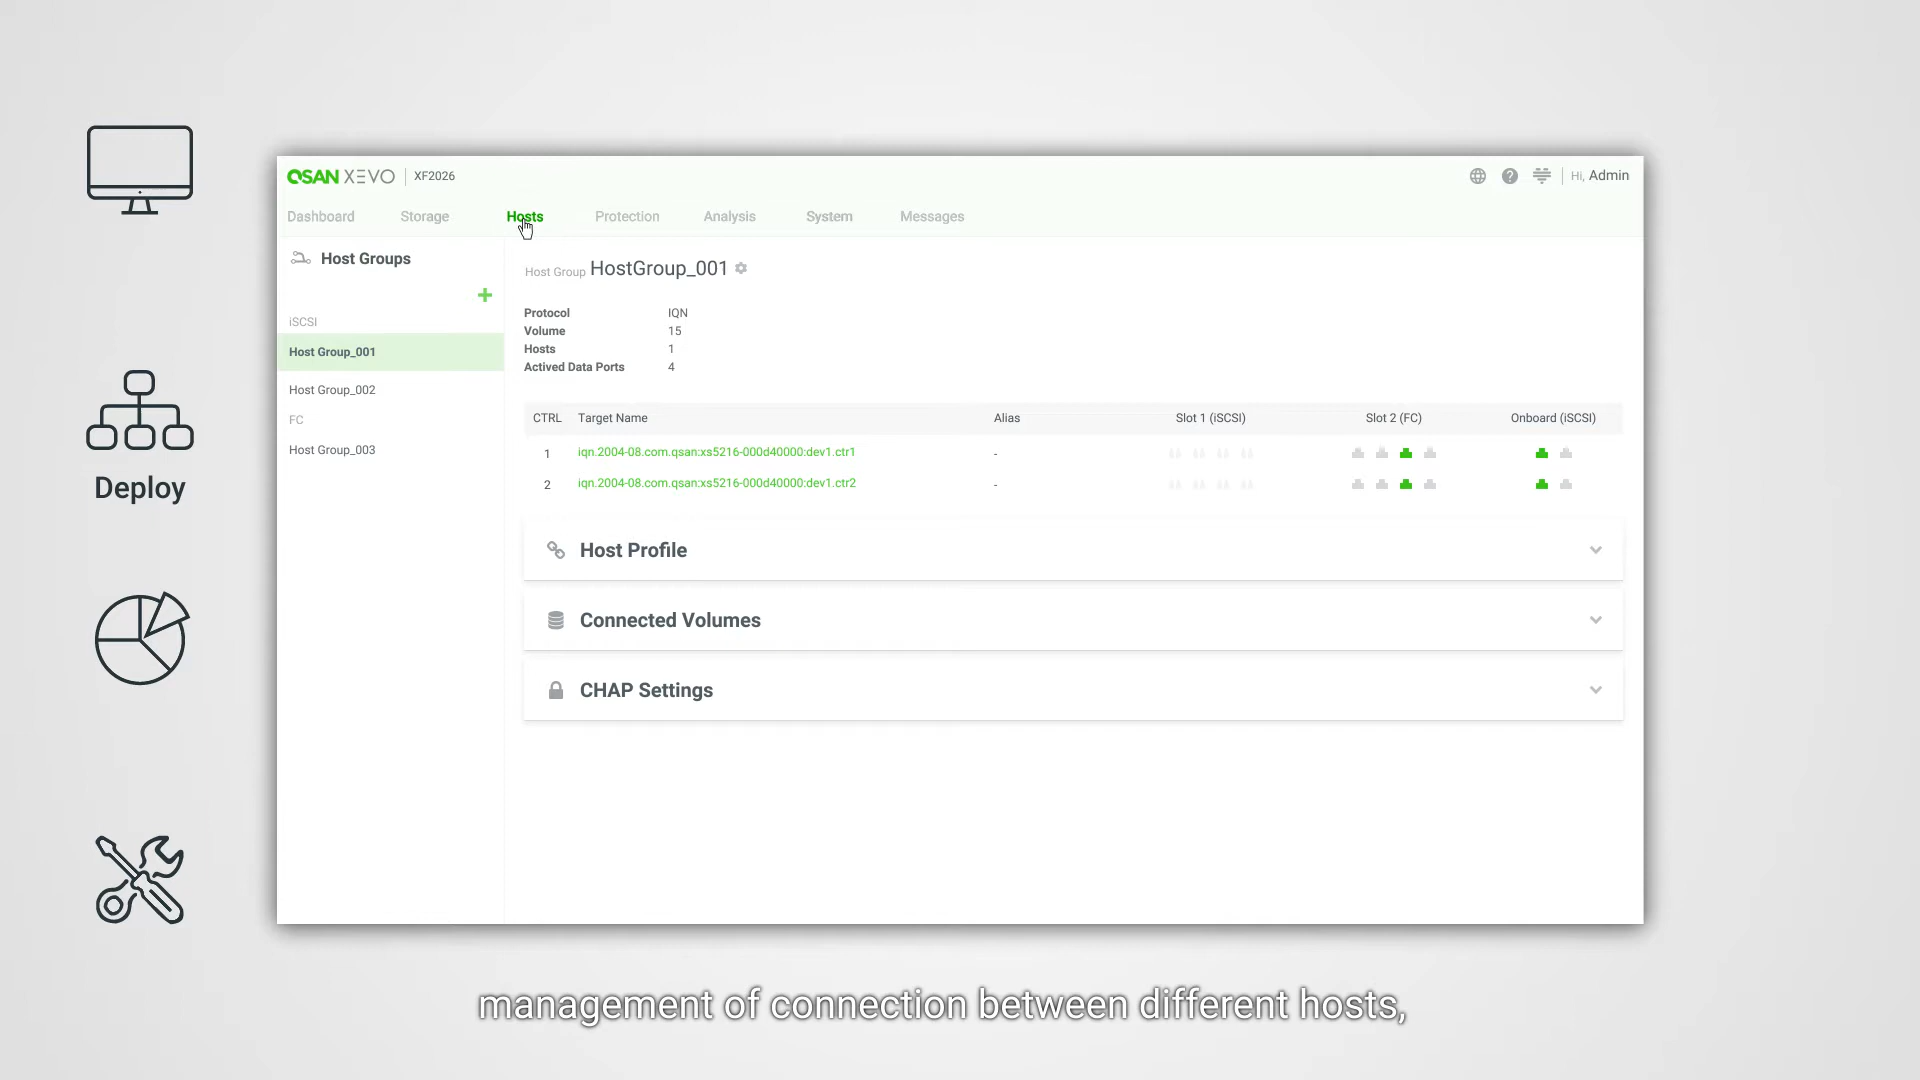 QSAN XEVO XF2026 Hi, Admin
Dashboard Storage Hosts Protection Analysis System Messages
Host Groups
iSCSI
Host Group_001
Host Group_002
FC
Host Group_003
Host Group HostGroup_001
Protocol IQN
Volume 15
Hosts 1
Actived Data Ports 4
CTRL Target Name Alias Slot 1 (iSCSI) Slot 2 (FC) Onboard (iSCSI)
1 iqn.2004-08.com.qsan:xs5216-000d40000:dev1.ctr1 -
2 iqn.2004-08.com.qsan:xs5216-000d40000:dev1.ctr2 -
Host Profile
Connected Volumes
CHAP Settings
Deploy
management of connection between different hosts,